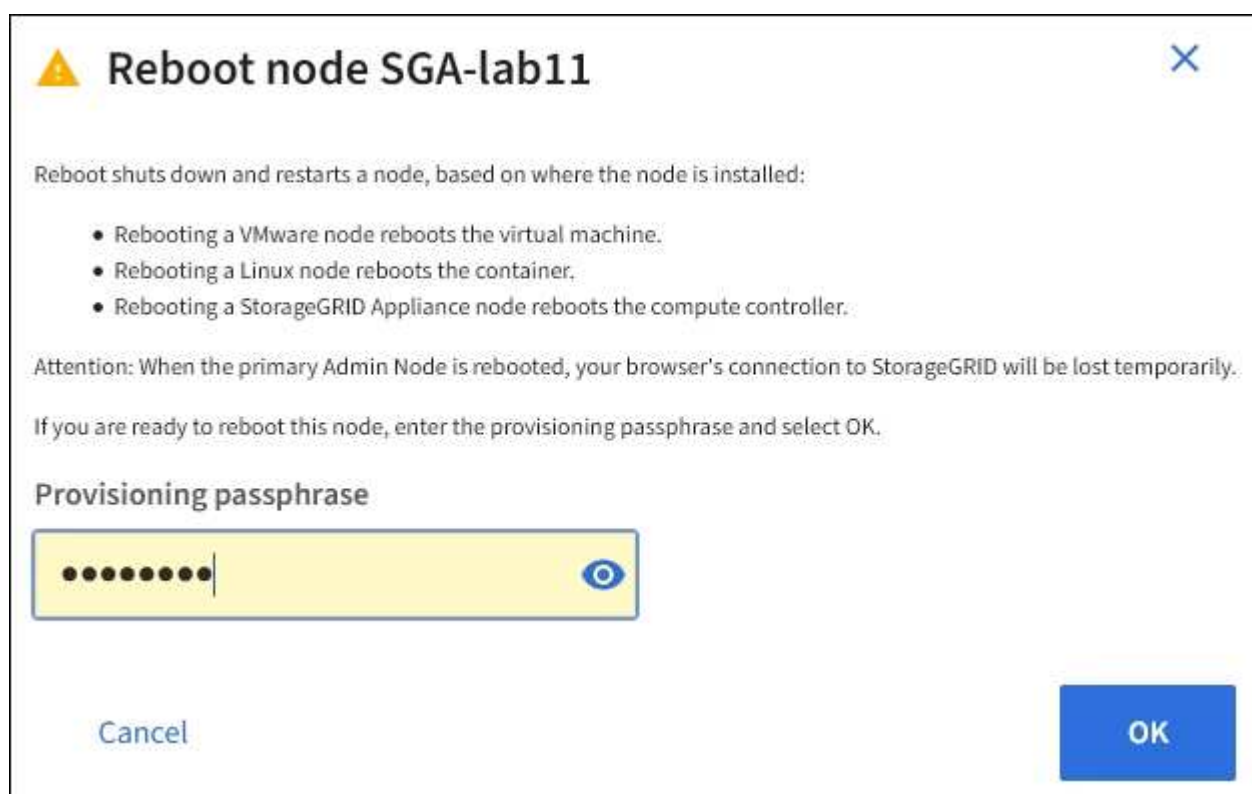 Reboot node SGA-lab11
Reboot shuts down and restarts a node, based on where the node is installed:
• Rebooting a VMware node reboots the virtual machine.
• Rebooting a Linux node reboots the container.
• Rebooting a StorageGRID Appliance node reboots the compute controller.
Attention: When the primary Admin Node is rebooted, your browser's connection to StorageGRID will be lost temporarily.
If you are ready to reboot this node, enter the provisioning passphrase and select OK.
Provisioning passphrase
••••••••
Cancel
OK